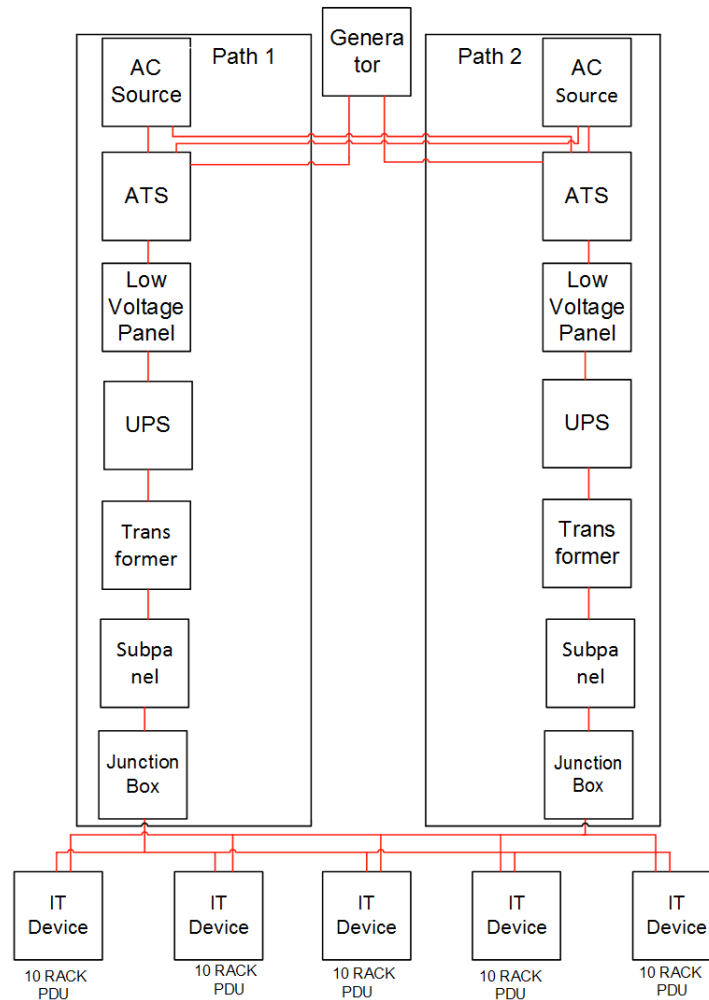 Genera
tor
Path 1
Path 2
AC
Source
AC
Source
ATS
ATS
Low
Voltage
Panel
Low
Voltage
Panel
UPS
UPS
Trans
former
Trans
former
Subpa
nel
Subpa
nel
Junction
Box
Junction
Box
IT
Device
IT
Device
IT
Device
IT
Device
IT
Device
10 RACK
PDU
10 RACK
PDU
10 RACK
PDU
10 RACK
PDU
10 RACK
PDU